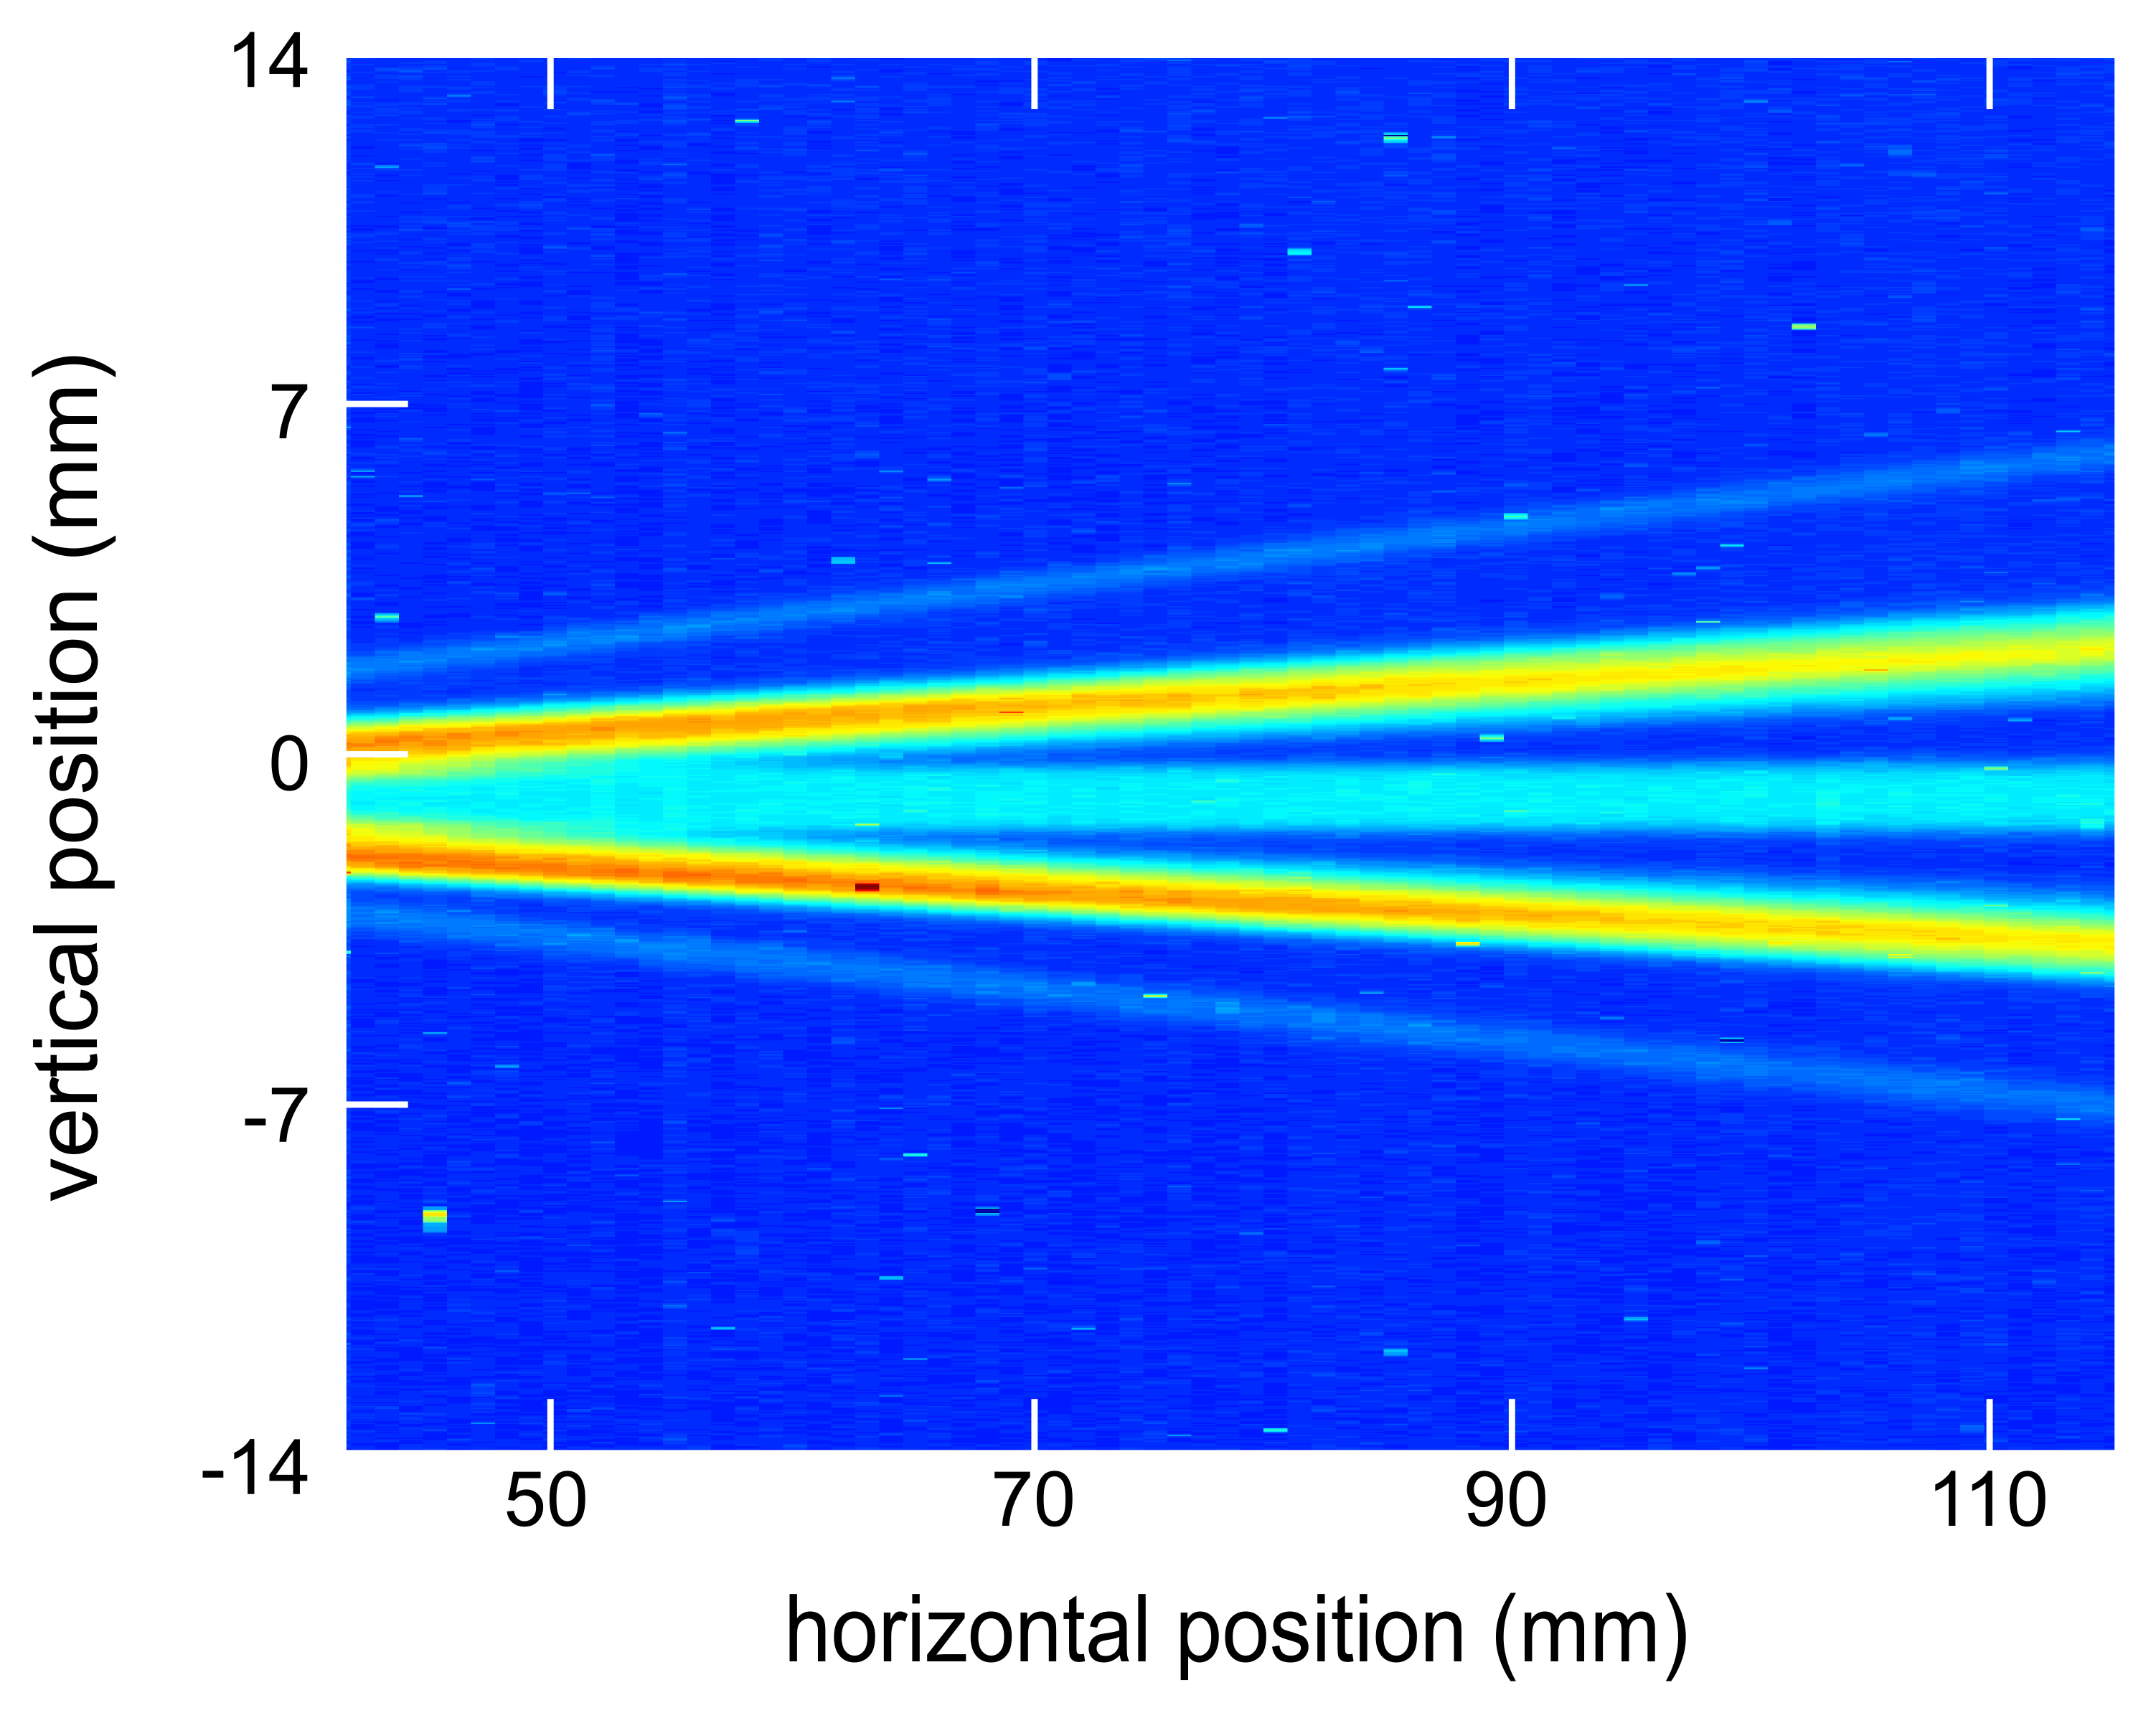 14
7
0
-7
-14
vertical position (mm)
50 70 90 110
horizontal position (mm)